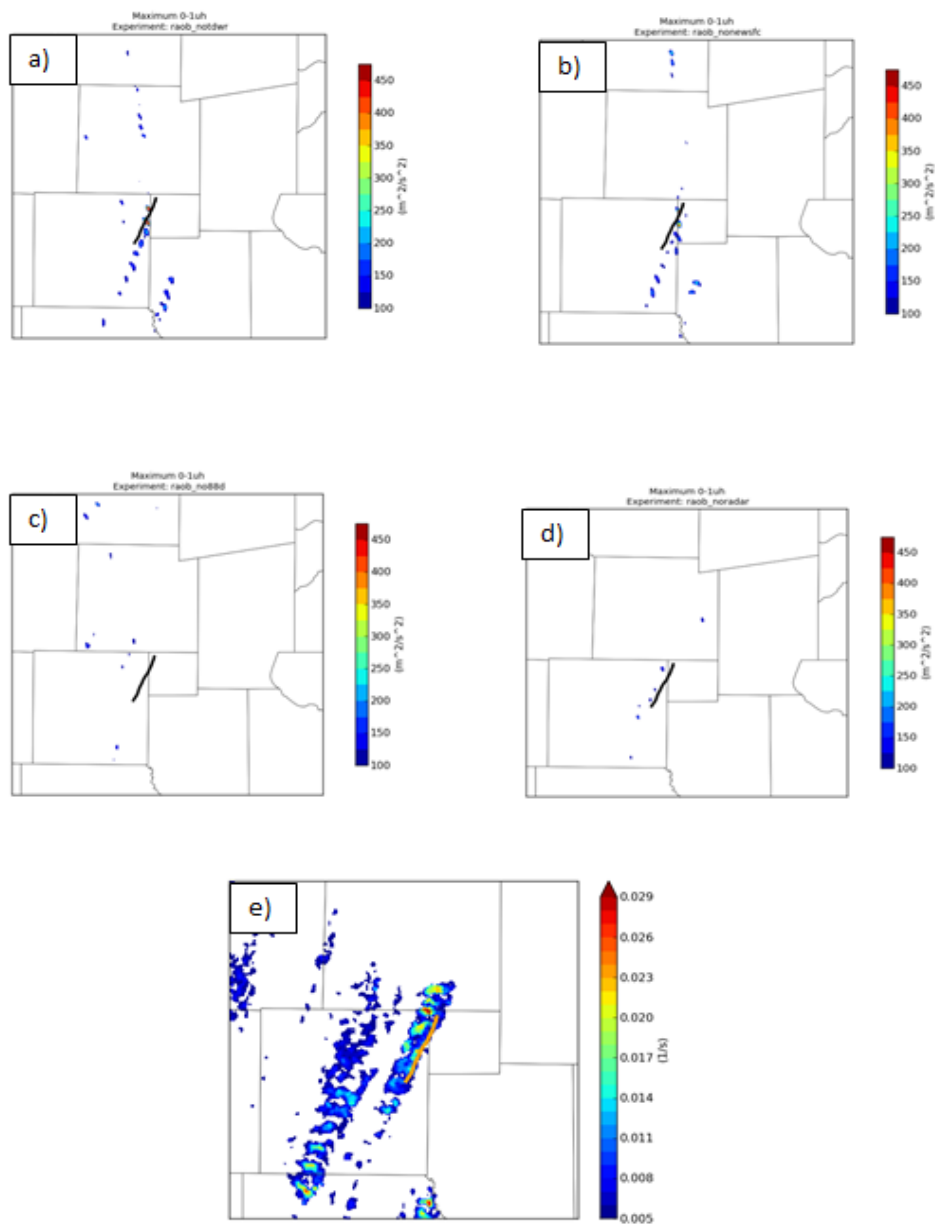 Maximum 0-1uh
Experiment: raob_notdwr
a)
450
400
350
300
250
200
150
100
(m^2/s^2)
Maximum 0-1uh
Experiment: raob_nonewsfc
b)
450
400
350
300
250
200
150
100
(m^2/s^2)
Maximum 0-1uh
Experiment: raob_no88d
c)
450
400
350
300
250
200
150
100
(m^2/s^2)
Maximum 0-1uh
Experiment: raob_noradar
d)
450
400
350
300
250
200
150
100
(m^2/s^2)
e)
0.029
0.026
0.023
0.020
0.017
0.014
0.011
0.008
0.005
(1/s)